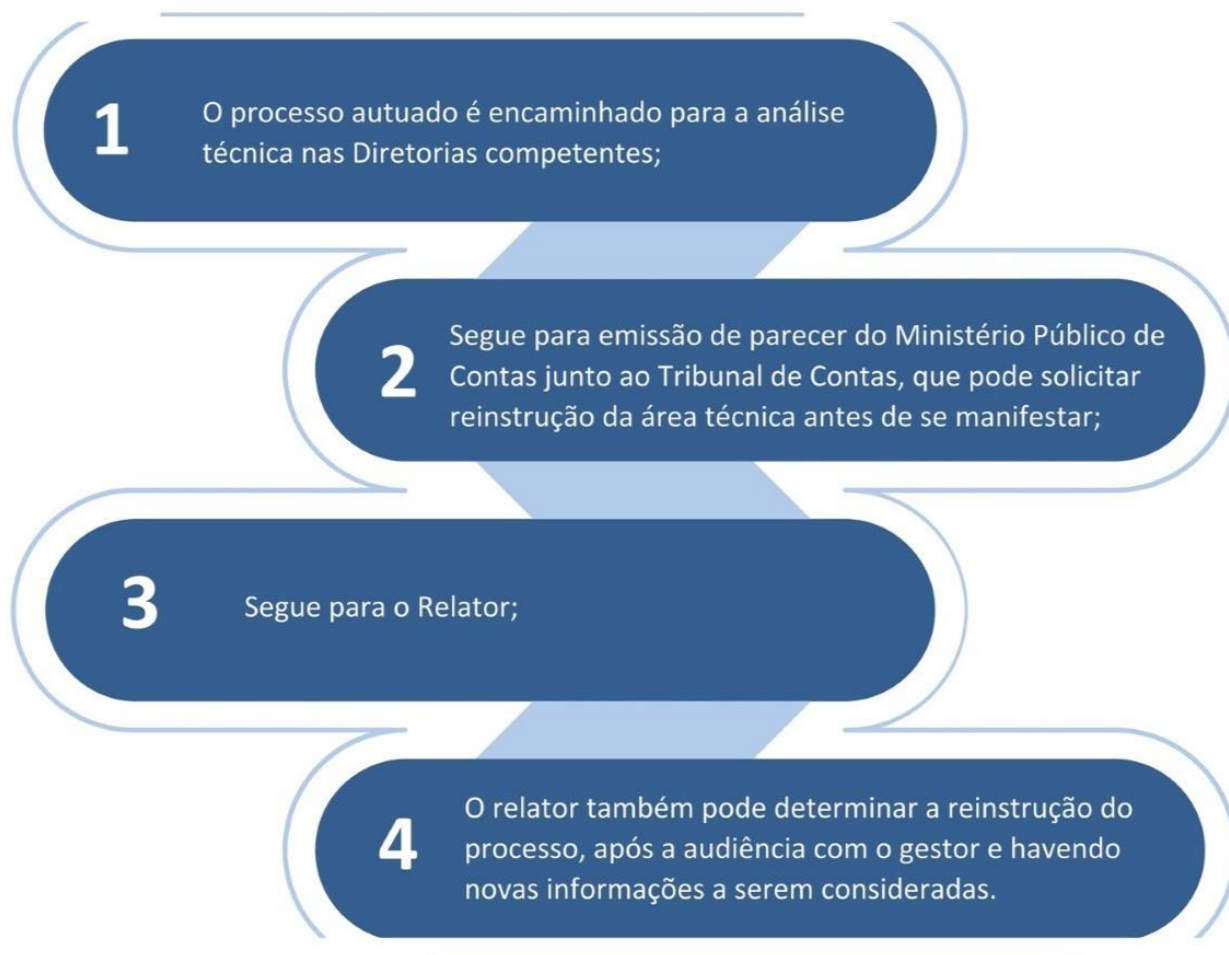 1
O processo autuado é encaminhado para a análise
técnica nas Diretorias competentes;
2
Segue para emissão de parecer do Ministério Público de
Contas junto ao Tribunal de Contas, que pode solicitar
reinstrução da área técnica antes de se manifestar;
3
Segue para o Relator;
4
O relator também pode determinar a reinstrução do
processo, após a audiência com o gestor e havendo
novas informações a serem consideradas.